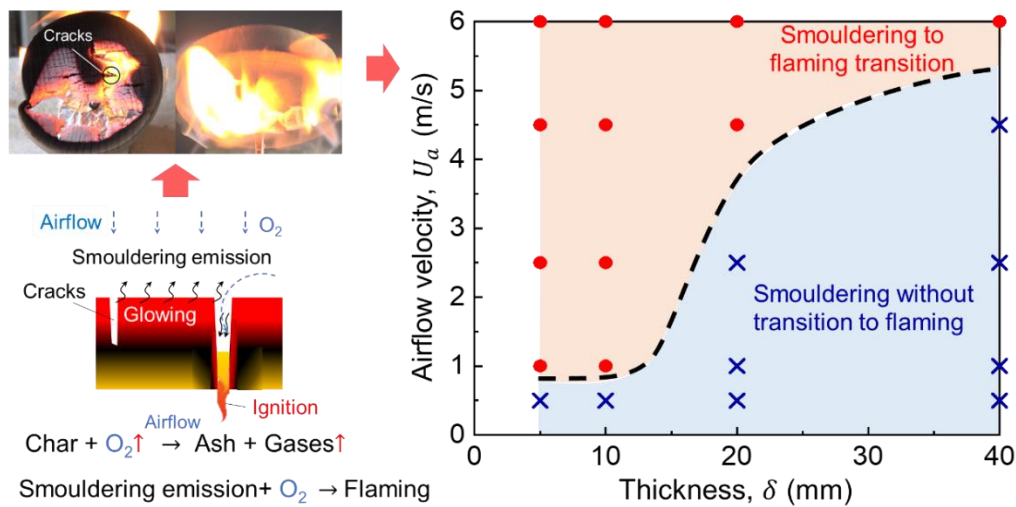 Cracks
Airflow
O₂
Smouldering emission
Cracks
Glowing
Ignition
Airflow
Char + O₂↑ → Ash + Gases↑
Smouldering emission+ O₂ → Flaming
Airflow velocity, Uₐ (m/s)
6
5
4
3
2
1
0
Smouldering to
flaming transition
Smouldering without
transition to flaming
0
10
20
30
40
Thickness, δ (mm)